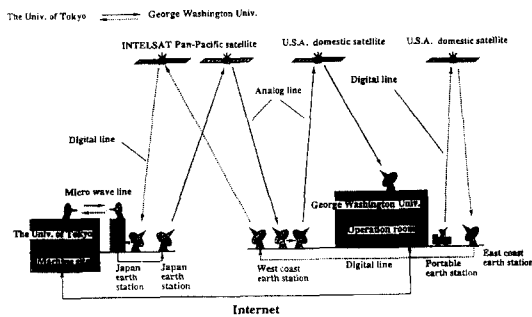 The Univ. of Tokyo
George Washington Univ.
INTELSAT Pan-Pacific satellite
U.S.A. domestic satellite
U.S.A. domestic satellite
Digital line
Analog line
Digital line
Micro wave line
The Univ. of Tokyo
Machine site
George Washington Univ.
Operation room
Japan
earth
station
Japan
earth
station
West coast
earth station
Digital line
Portable
earth station
East coast
earth station
Internet